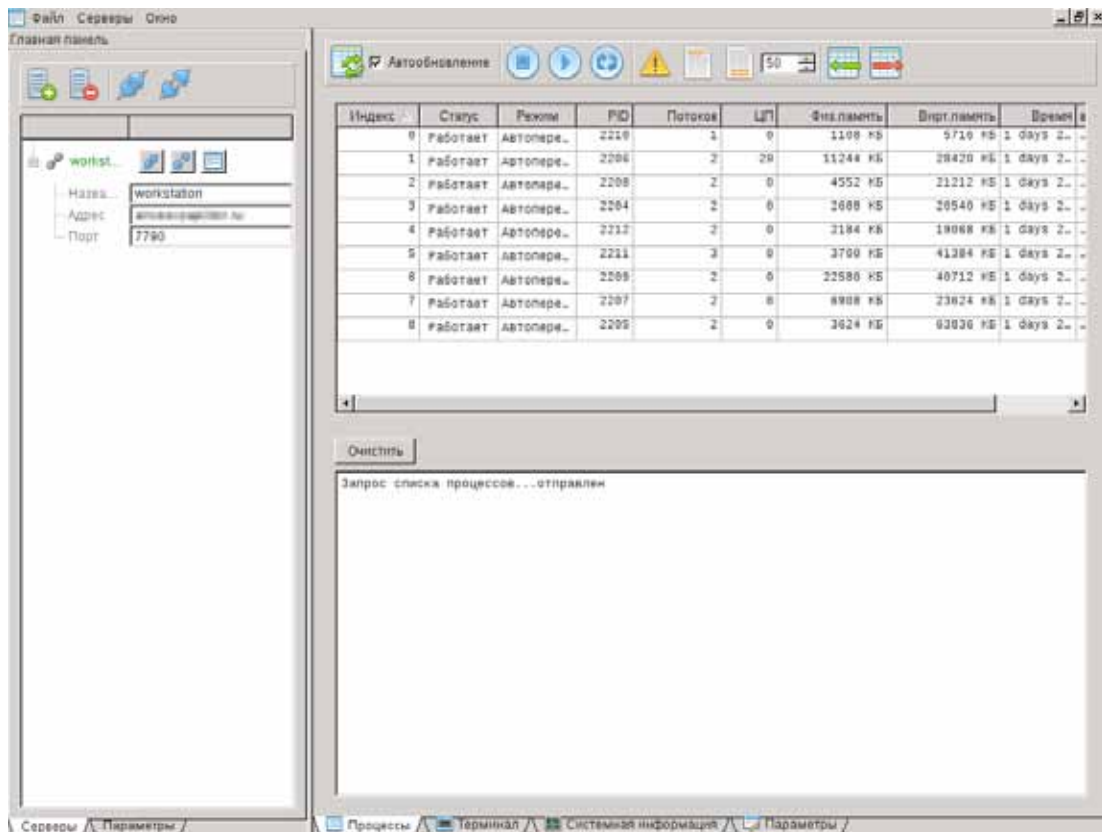 Файл Серверы Окно
Главная панель
Автообновление
50
Индекс Статус Режим PID Потоков ЦП Физ.память Вирт.память Время
0 Работает Автопере… 2210 1 0 1108 КБ 5716 КБ 1 days 2…
1 Работает Автопере… 2206 2 20 11244 КБ 28420 КБ 1 days 2…
2 Работает Автопере… 2208 2 0 4552 КБ 21212 КБ 1 days 2…
3 Работает Автопере… 2204 2 0 2608 КБ 20540 КБ 1 days 2…
4 Работает Автопере… 2212 2 0 2184 КБ 19068 КБ 1 days 2…
5 Работает Автопере… 2211 3 0 3700 КБ 41384 КБ 1 days 2…
6 Работает Автопере… 2209 2 0 22580 КБ 40712 КБ 1 days 2…
7 Работает Автопере… 2207 2 0 КБ 23824 КБ 1 days 2…
8 Работает Автопере… 2205 2 0 3624 КБ 63836 КБ 1 days 2…
workst…
Назва… workstation
Адрес
Порт 7790
Очистить
Запрос списка процессов...отправлен
Серверы Параметры
Процессы Терминал Системная информация Параметры